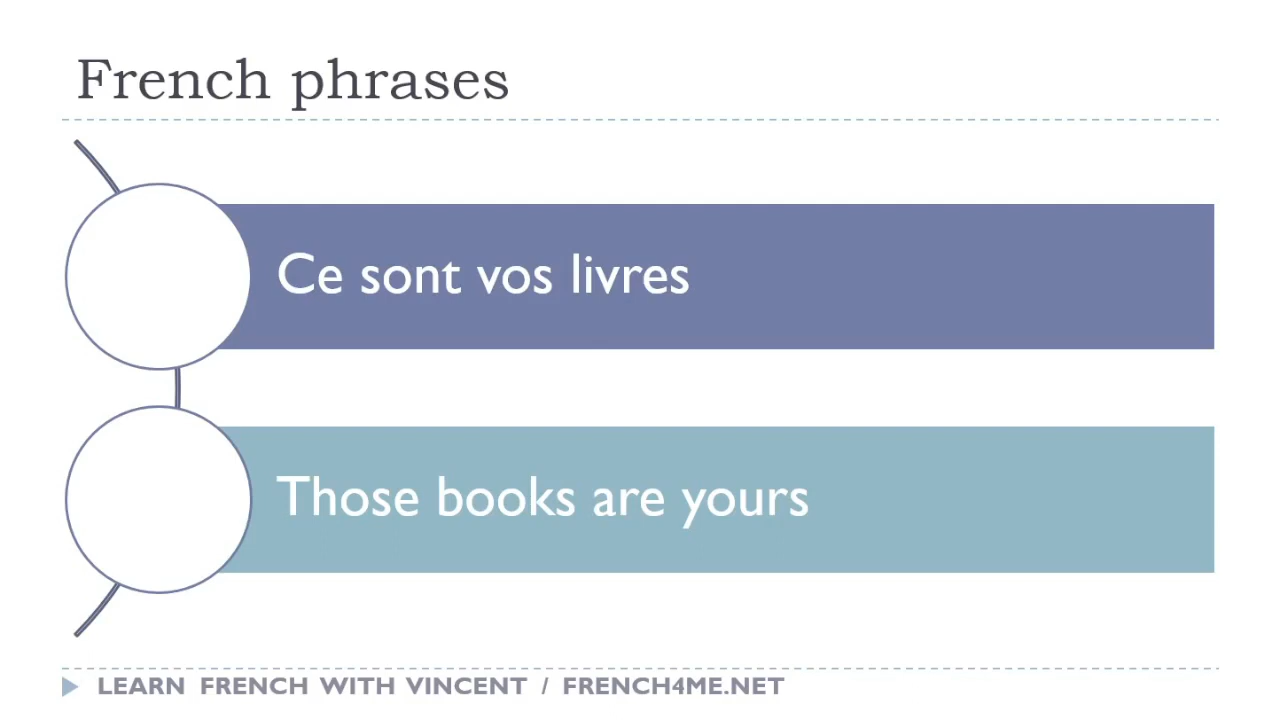 French phrases
Ce sont vos livres
Those books are yours
LEARN FRENCH WITH VINCENT / FRENCH4ME.NET